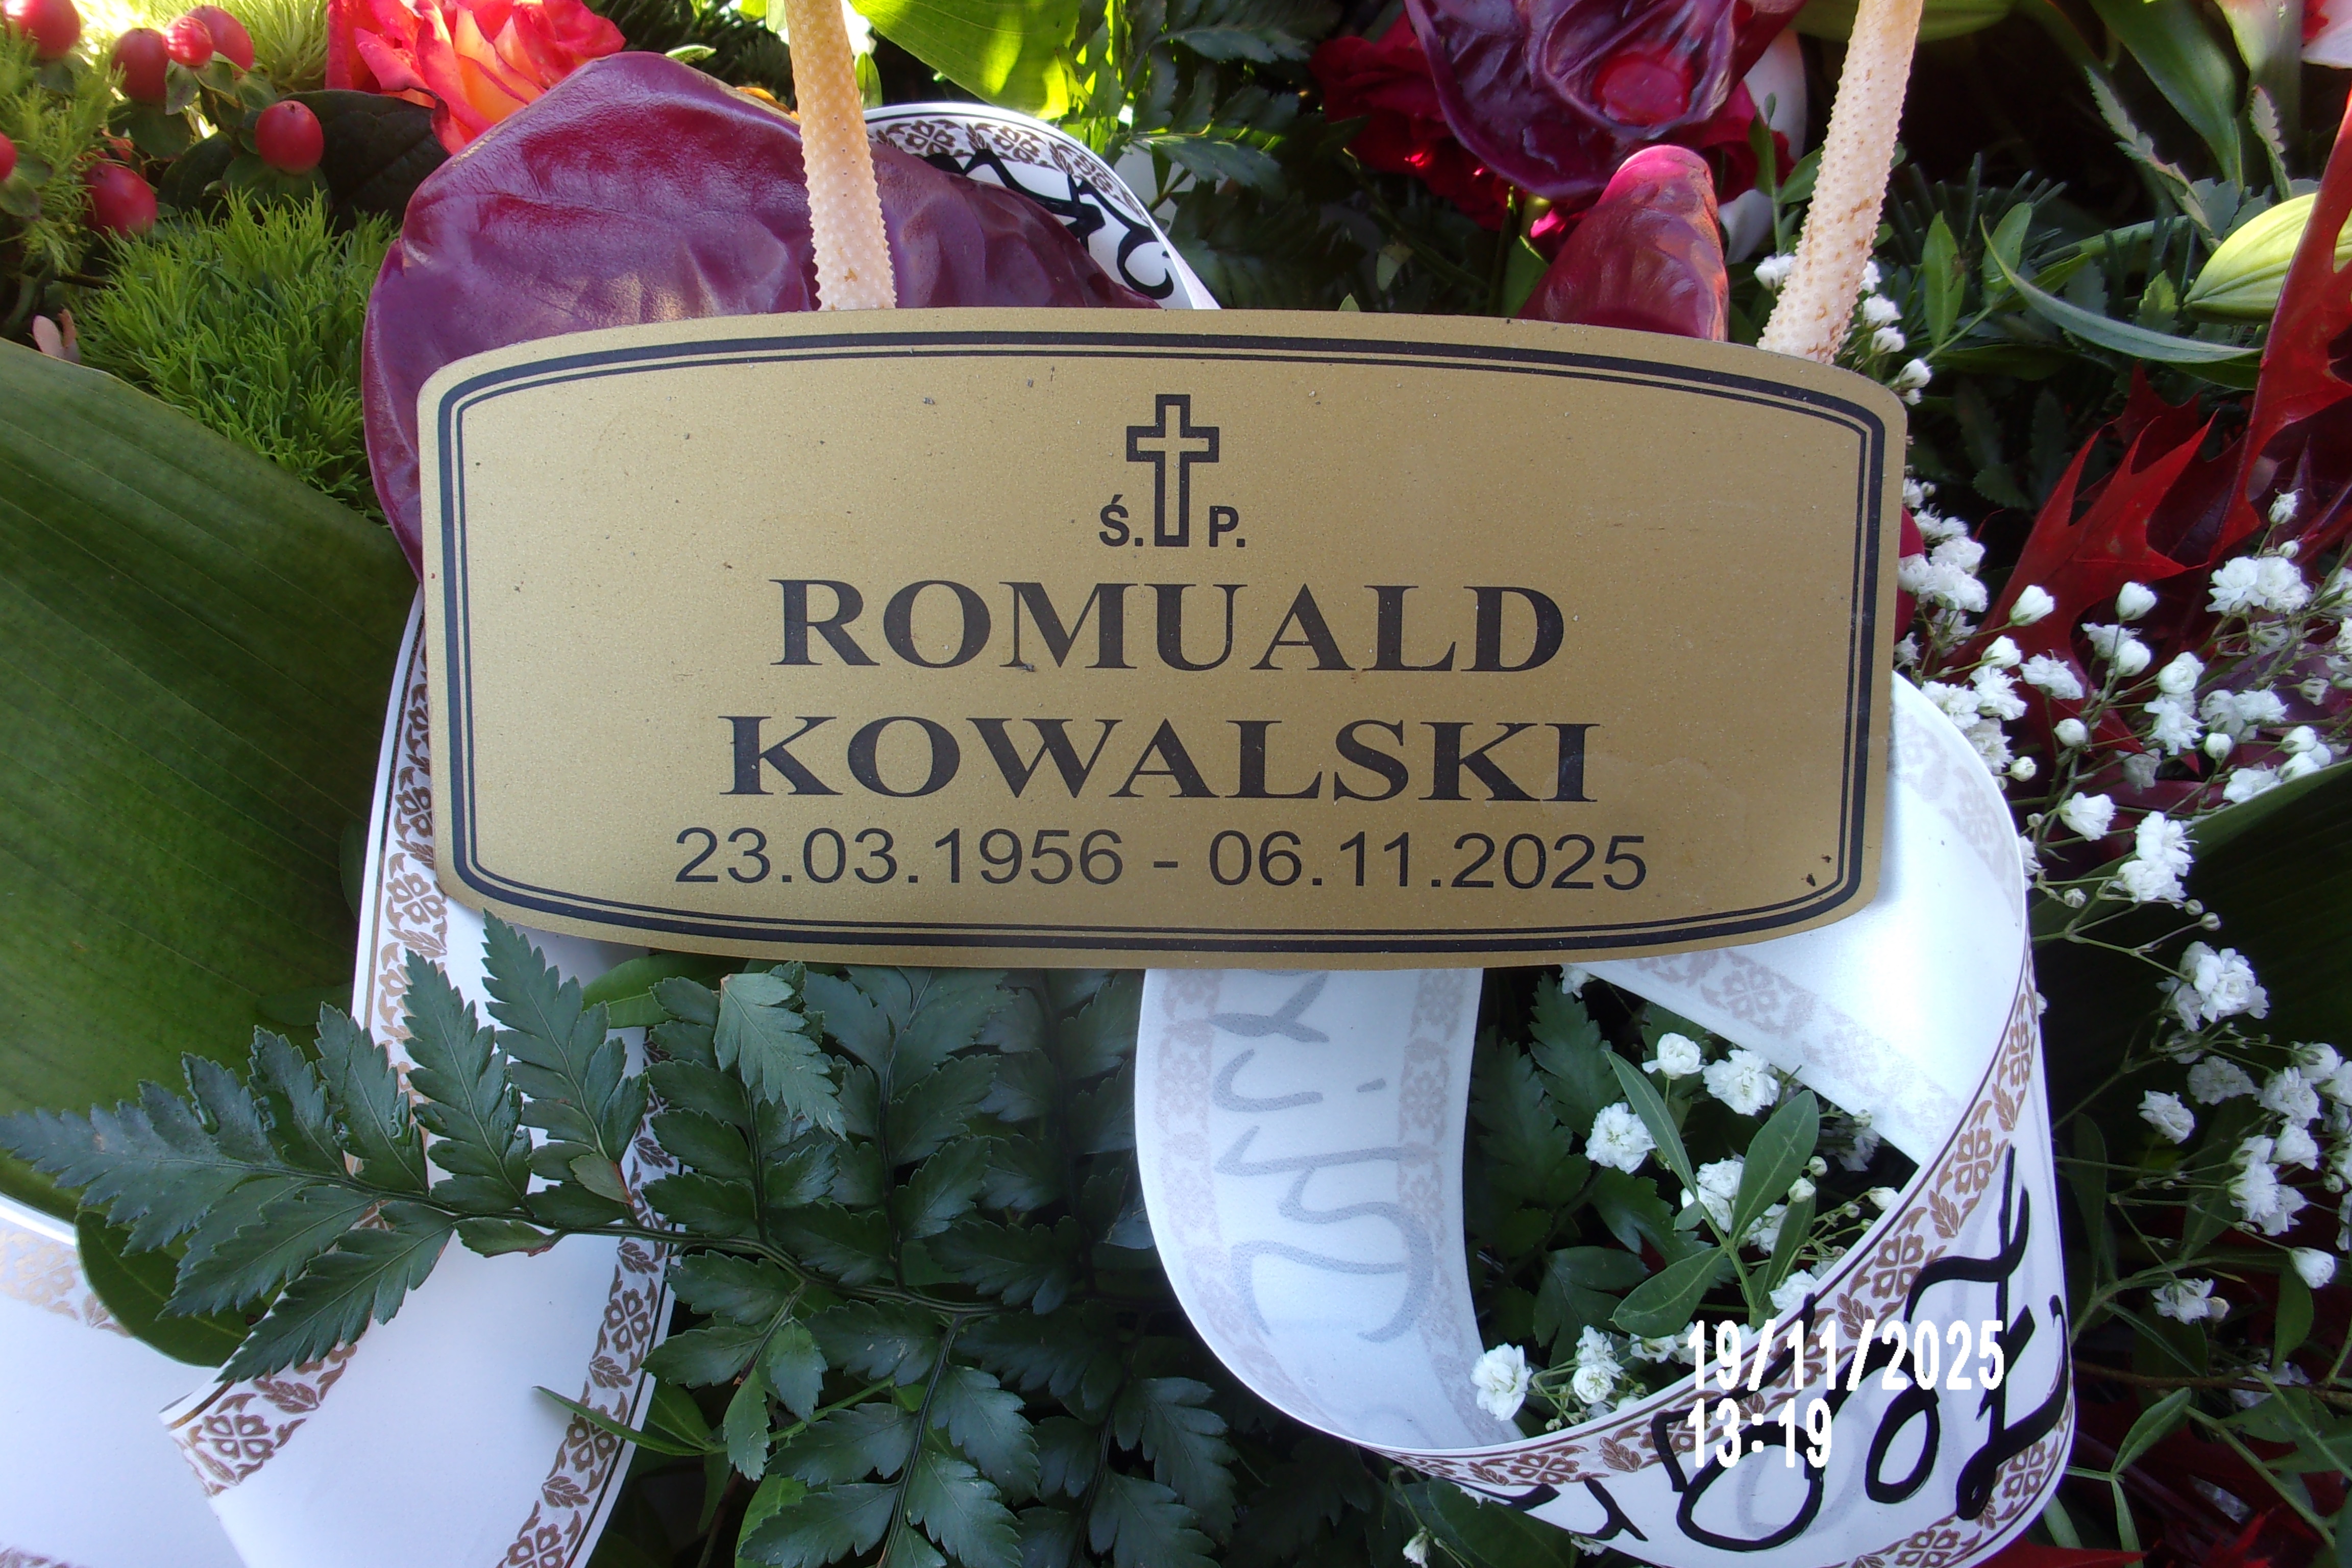 Ś. P.
ROMUALD
KOWALSKI
23.03.1956 - 06.11.2025
19/11/2025
13:19